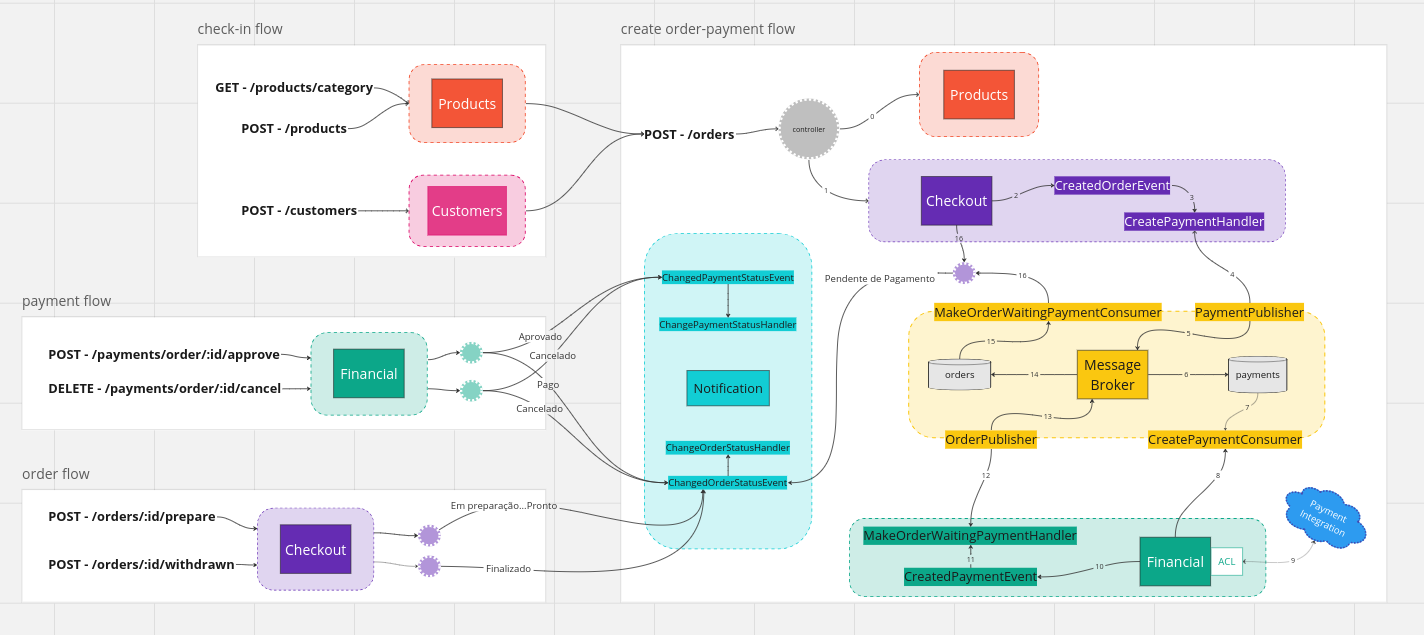 check-in flow
GET - /products/category
POST - /products
Products
POST - /customers
Customers
create order-payment flow
POST - /orders
controller
0
Products
1
Checkout
2
CreatedOrderEvent
3
CreatePaymentHandler
16
4
Pendente de Pagamento
16
MakeOrderWaitingPaymentConsumer
PaymentPublisher
5
15
orders
14
Message
Broker
6
payments
7
13
OrderPublisher
CreatePaymentConsumer
12
8
Payment
Integration
MakeOrderWaitingPaymentHandler
11
CreatedPaymentEvent
10
Financial
ACL
9
ChangedPaymentStatusEvent
ChangePaymentStatusHandler
Notification
ChangeOrderStatusHandler
ChangedOrderStatusEvent
payment flow
POST - /payments/order/:id/approve
DELETE - /payments/order/:id/cancel
Financial
Aprovado
Cancelado
Pago
Cancelado
order flow
POST - /orders/:id/prepare
POST - /orders/:id/withdrawn
Checkout
Em preparação...Pronto
Finalizado